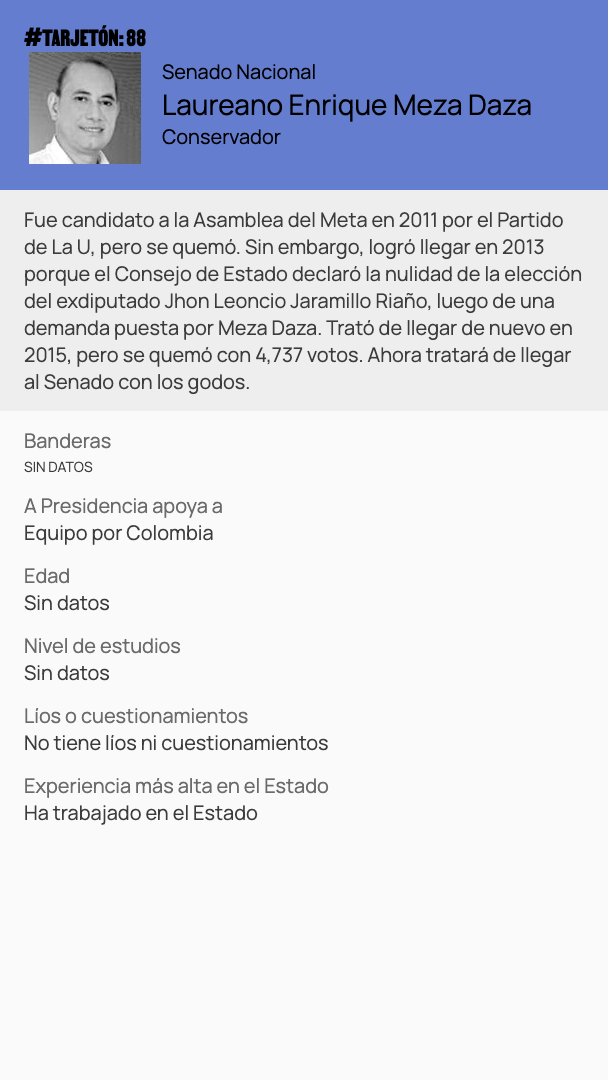 #TARJETÓN: 88
Senado Nacional
Laureano Enrique Meza Daza
Conservador
Fue candidato a la Asamblea del Meta en 2011 por el Partido
de La U, pero se quemó. Sin embargo, logró llegar en 2013
porque el Consejo de Estado declaró la nulidad de la elección
del exdiputado Jhon Leoncio Jaramillo Riaño, luego de una
demanda puesta por Meza Daza. Trató de llegar de nuevo en
2015, pero se quemó con 4,737 votos. Ahora tratará de llegar
al Senado con los godos.
Banderas
SIN DATOS
A Presidencia apoya a
Equipo por Colombia
Edad
Sin datos
Nivel de estudios
Sin datos
Líos o cuestionamientos
No tiene líos ni cuestionamientos
Experiencia más alta en el Estado
Ha trabajado en el Estado